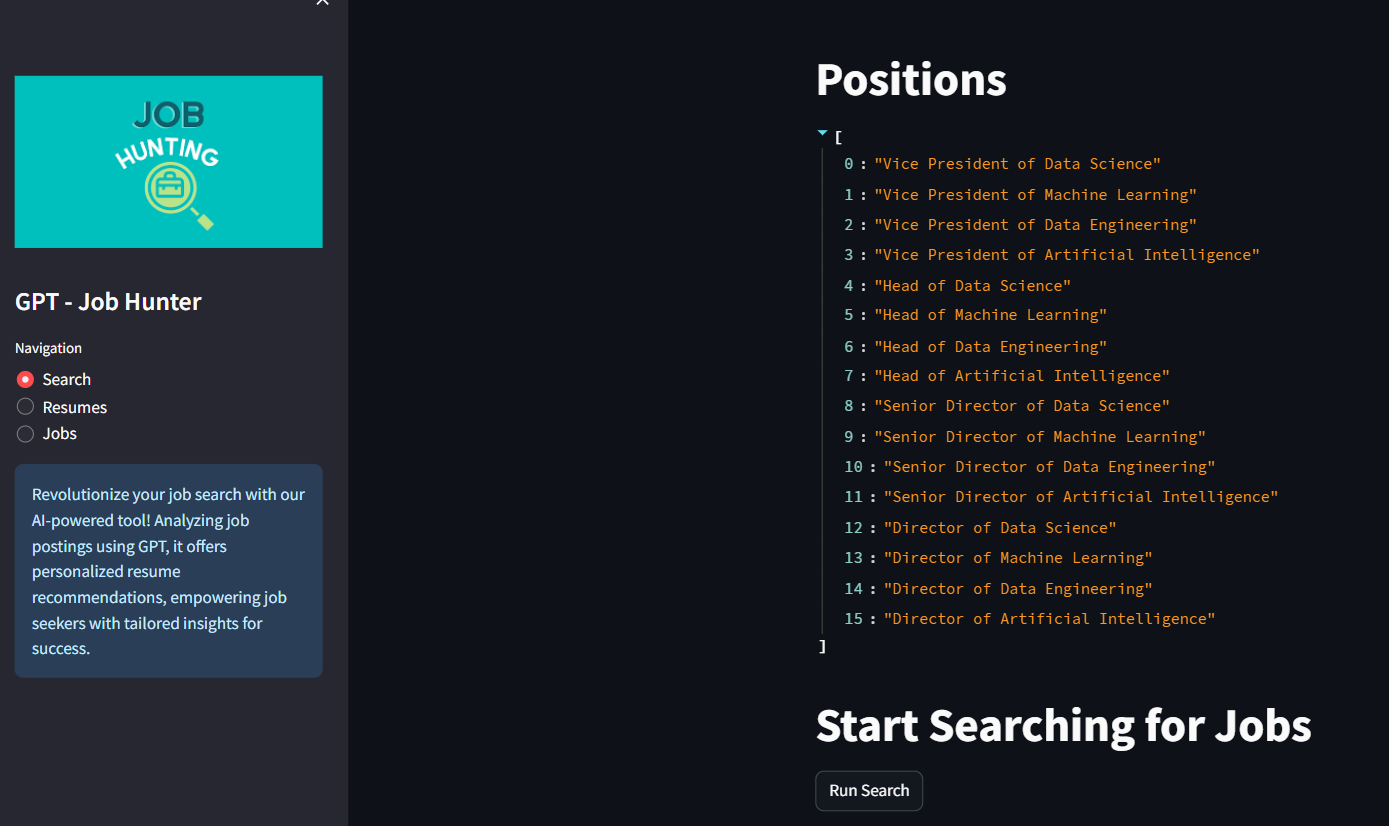 JOB
HUNTING
GPT - Job Hunter
Navigation
Search
Resumes
Jobs
Revolutionize your job search with our
AI-powered tool! Analyzing job
postings using GPT, it offers
personalized resume
recommendations, empowering job
seekers with tailored insights for
success.
Positions
[
0 : "Vice President of Data Science"
1 : "Vice President of Machine Learning"
2 : "Vice President of Data Engineering"
3 : "Vice President of Artificial Intelligence"
4 : "Head of Data Science"
5 : "Head of Machine Learning"
6 : "Head of Data Engineering"
7 : "Head of Artificial Intelligence"
8 : "Senior Director of Data Science"
9 : "Senior Director of Machine Learning"
10 : "Senior Director of Data Engineering"
11 : "Senior Director of Artificial Intelligence"
12 : "Director of Data Science"
13 : "Director of Machine Learning"
14 : "Director of Data Engineering"
15 : "Director of Artificial Intelligence"
]
Start Searching for Jobs
Run Search